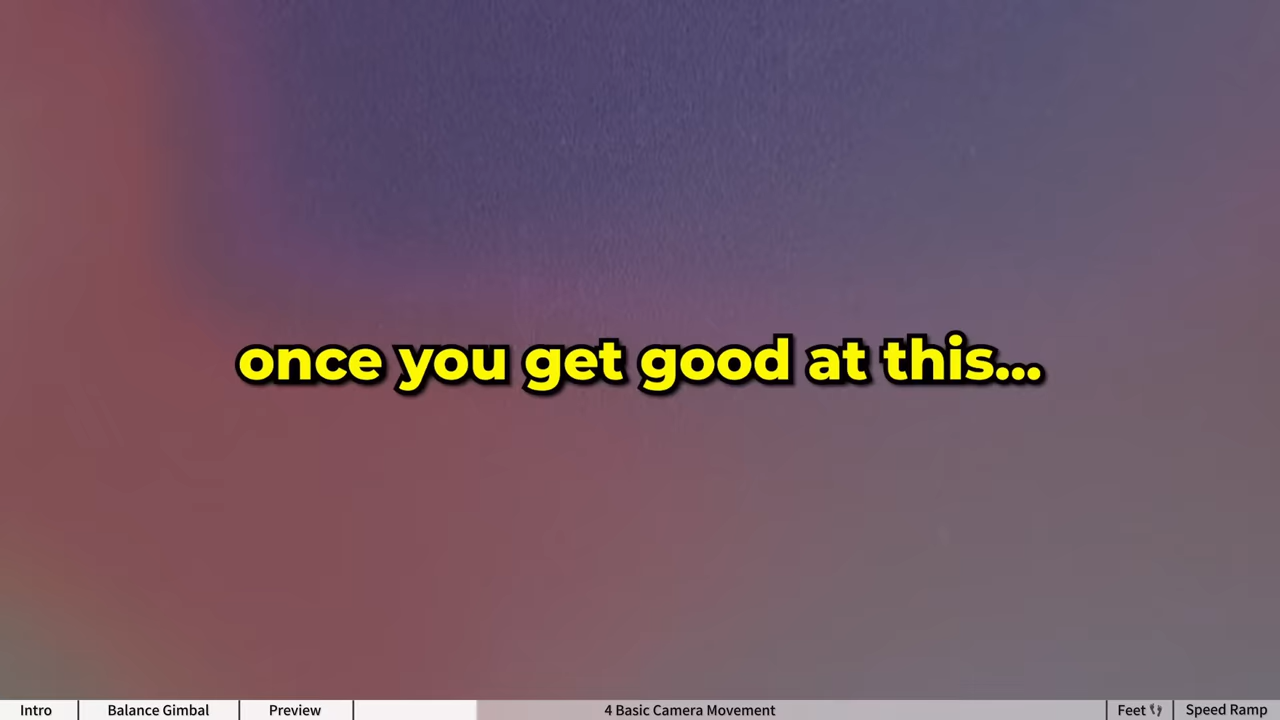 once you get good at this...
Intro
Balance Gimbal
Preview
4 Basic Camera Movement
Feet 👣
Speed Ramp